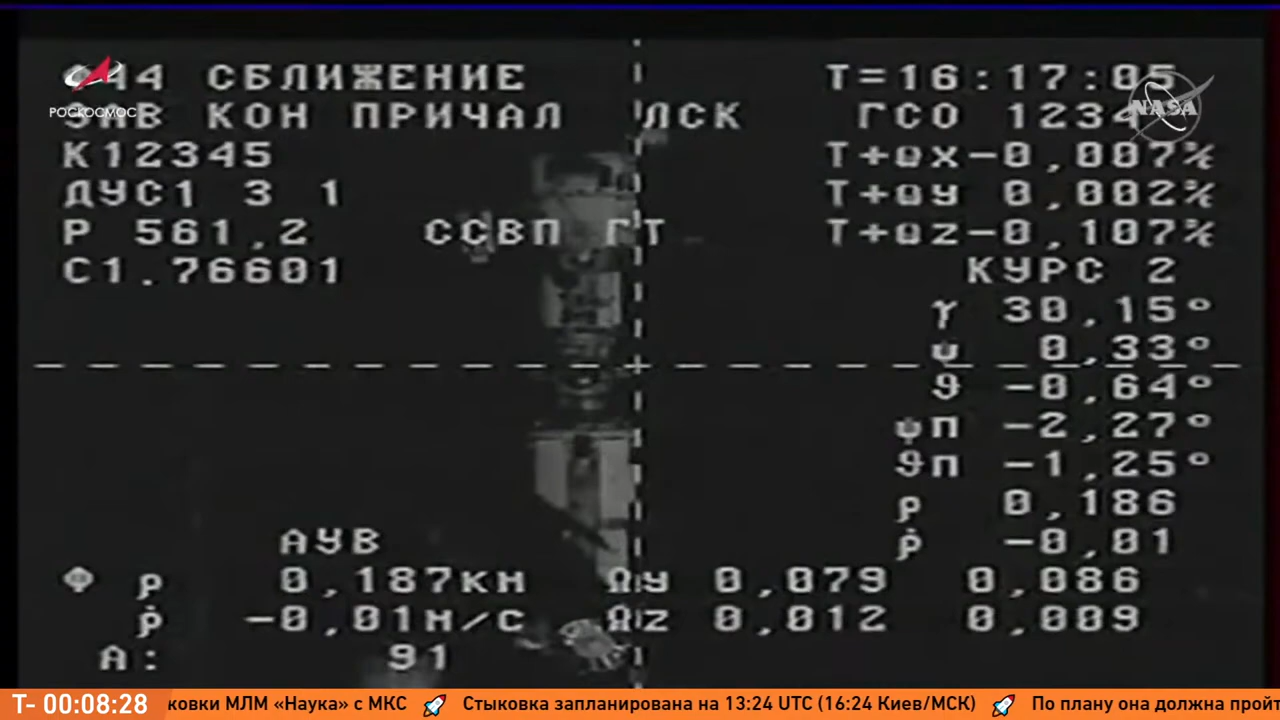 44 СБЛИЖЕНИЕ
T=16:17:05
РОСКОСМОС
NASA
ЗАВ КОН ПРИЧАЛ ЛСК
ГСО 1234
К12345
T+ΩX-0,007%
ДУС1 3 1
T+ΩY 0,002%
Р 561,2 ССВП ГТ
T+ΩZ-0,107%
С1.76601
КУРС 2
γ 30,15°
ψ 0,33°
ϑ -0,64°
ψП -2,27°
ϑП -1,25°
ρ 0,186
ρ̇ -0,01
АУВ
Ф ρ 0,187КМ ΩY 0,079 0,086
ρ̇ -0,01М/С ΩZ 0,012 0,009
А: 91
T- 00:08:28
ковки МЛМ «Наука» с МКС 🚀 Стыковка запланирована на 13:24 UTC (16:24 Киев/МСК) 🚀 По плану она должна пройт